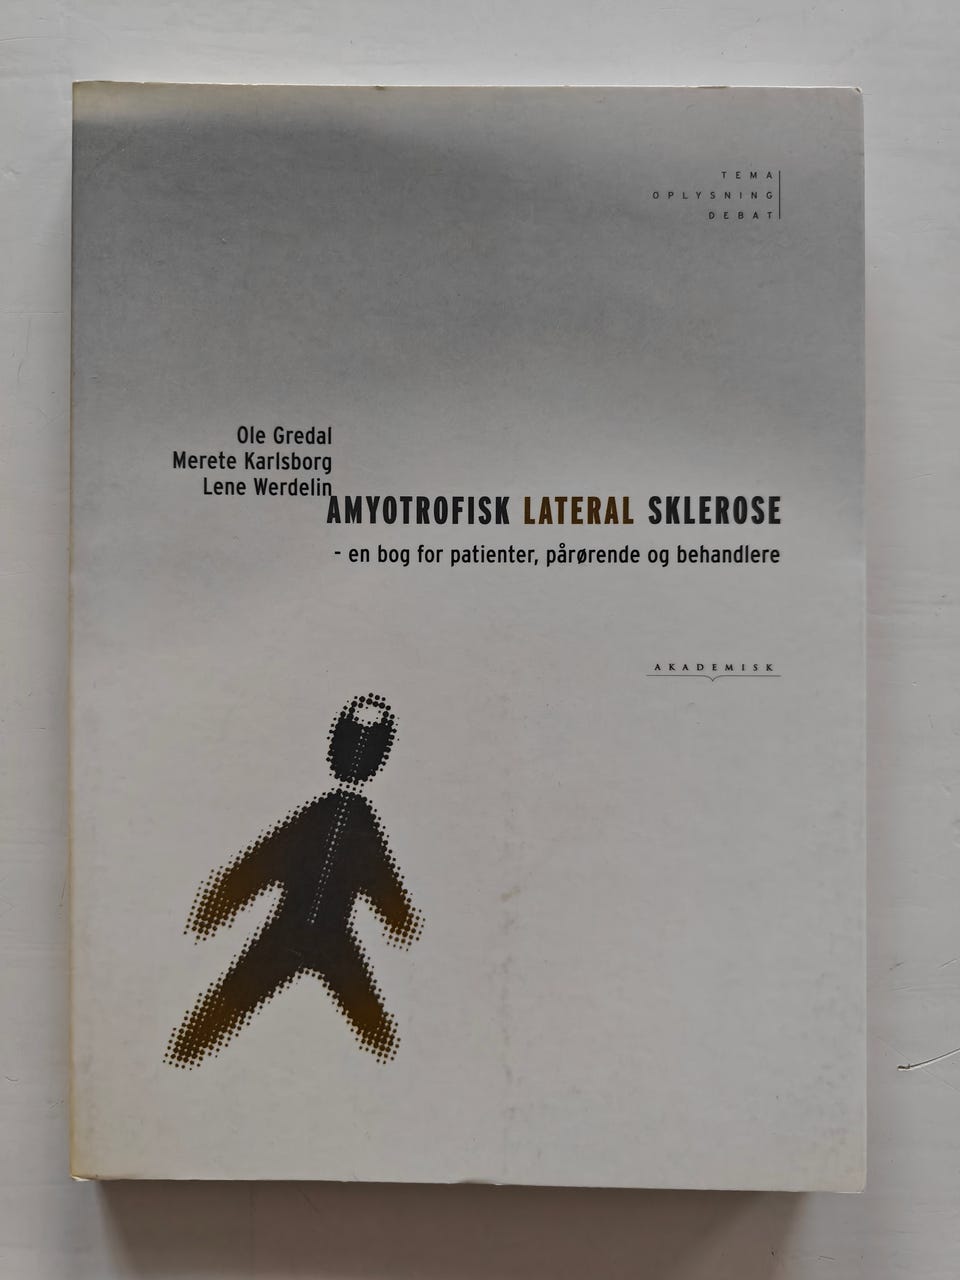 TEMA
OPLYSNING
DEBAT
Ole Gredal
Merete Karlsborg
Lene Werdelin
AMYOTROFISK LATERAL SKLEROSE
- en bog for patienter, pårørende og behandlere
AKADEMISK